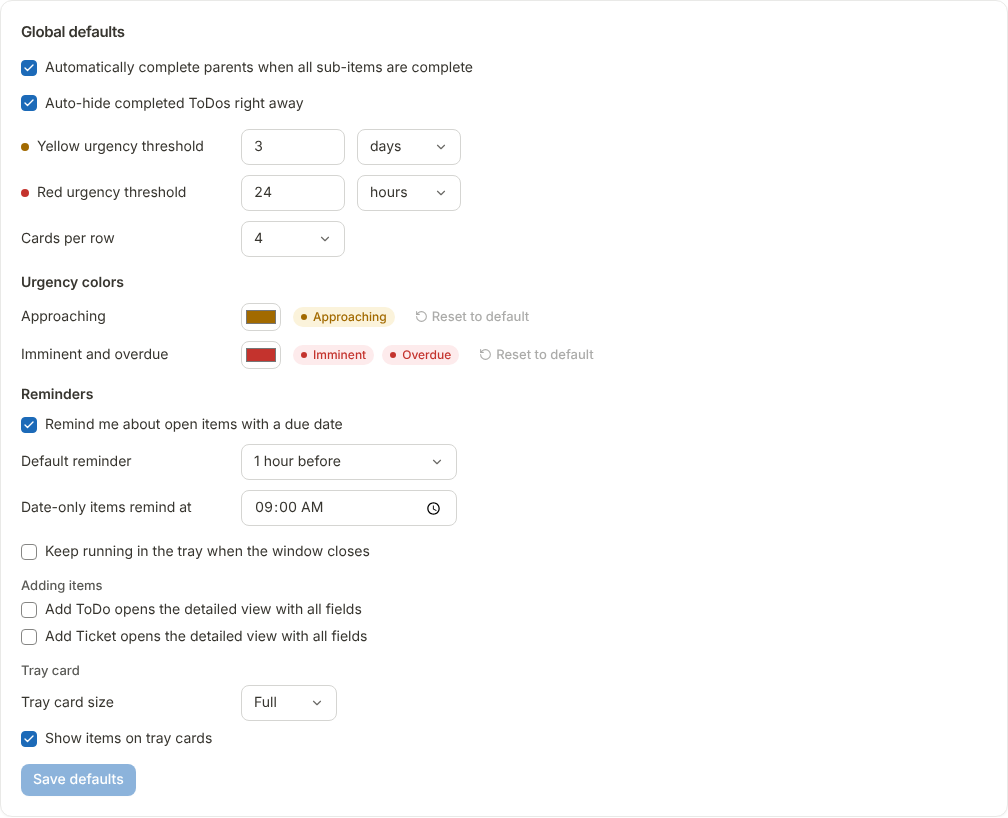 Global defaults
Automatically complete parents when all sub-items are complete
Auto-hide completed ToDos right away
Yellow urgency threshold 3 days
Red urgency threshold 24 hours
Cards per row 4
Urgency colors
Approaching Approaching Reset to default
Imminent and overdue Imminent Overdue Reset to default
Reminders
Remind me about open items with a due date
Default reminder 1 hour before
Date-only items remind at 09:00 AM
Keep running in the tray when the window closes
Adding items
Add ToDo opens the detailed view with all fields
Add Ticket opens the detailed view with all fields
Tray card
Tray card size Full
Show items on tray cards
Save defaults